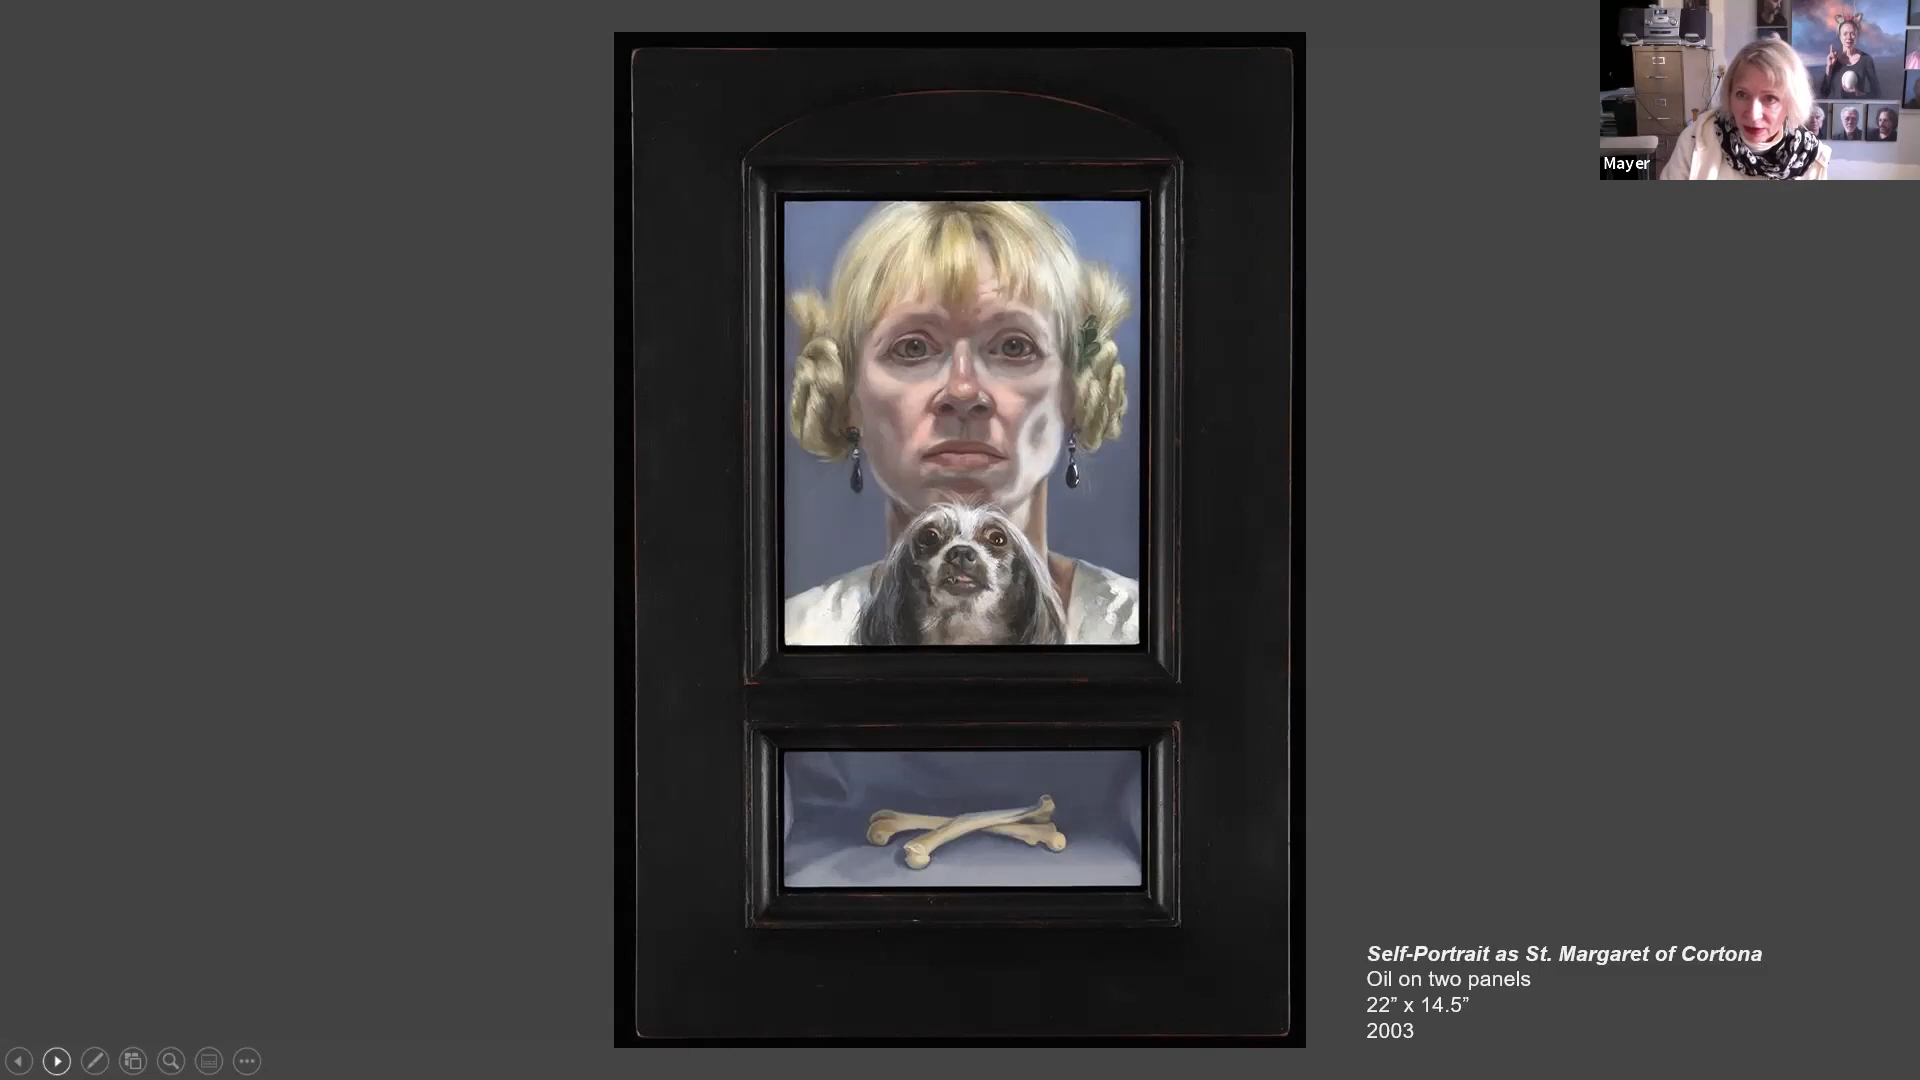 Mayer
Self-Portrait as St. Margaret of Cortona
Oil on two panels
22” x 14.5”
2003